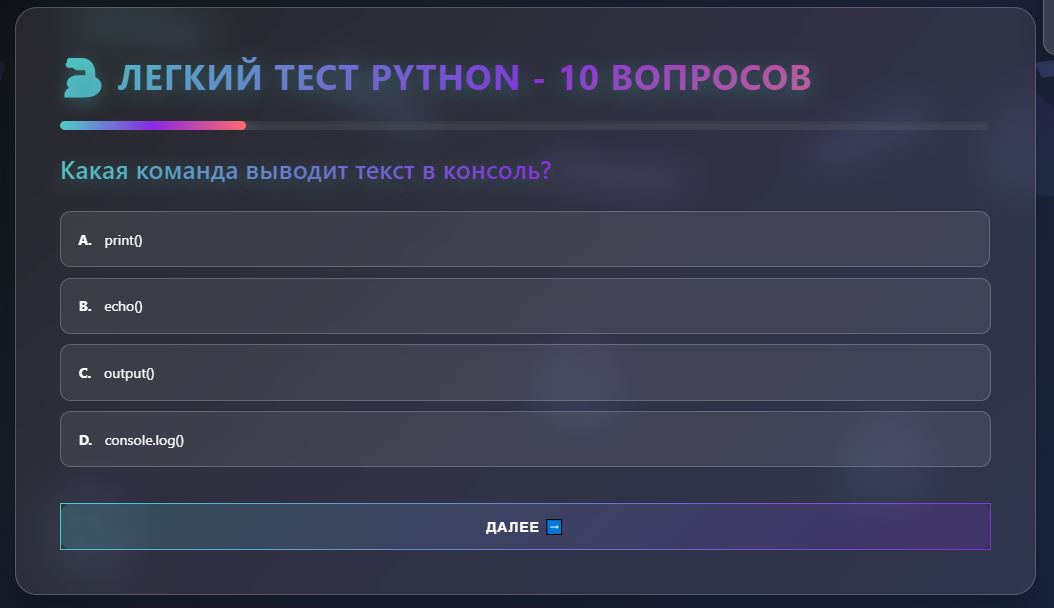 ЛЕГКИЙ ТЕСТ PYTHON - 10 ВОПРОСОВ
Какая команда выводит текст в консоль?
A. print()
B. echo()
C. output()
D. console.log()
ДАЛЕЕ ➡